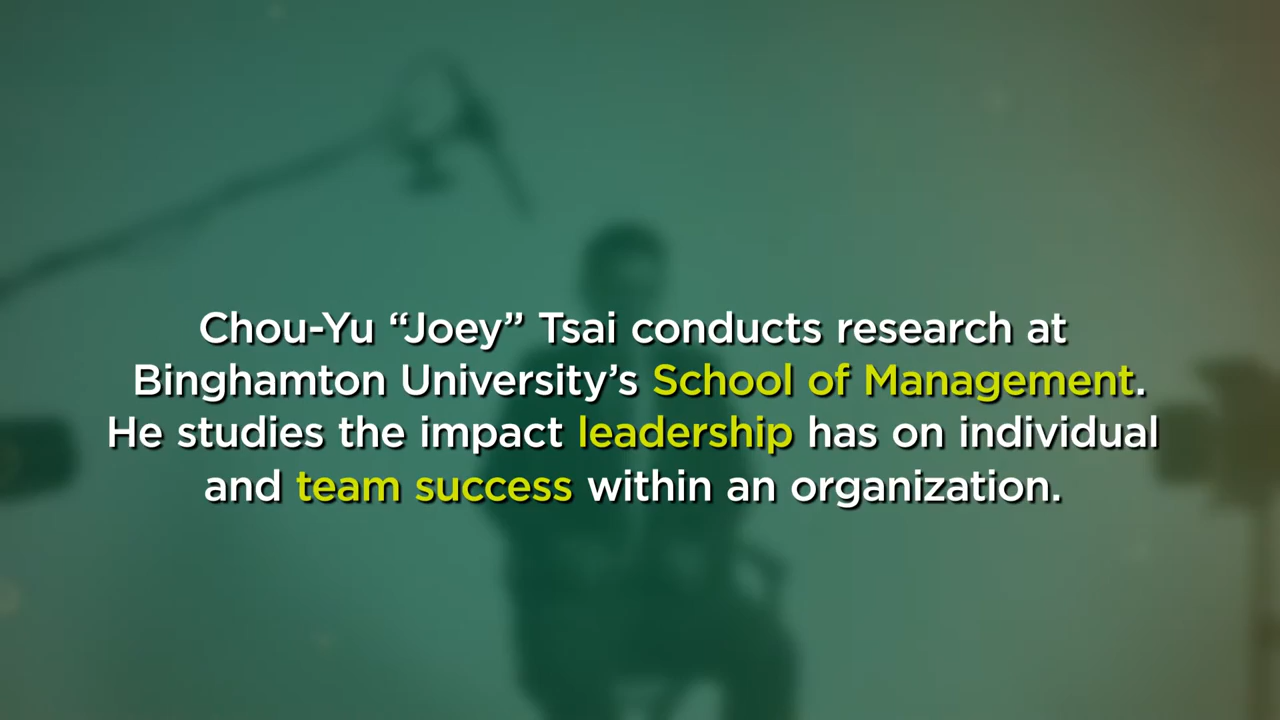 Chou-Yu “Joey” Tsai conducts research at
Binghamton University’s School of Management.
He studies the impact leadership has on individual
and team success within an organization.